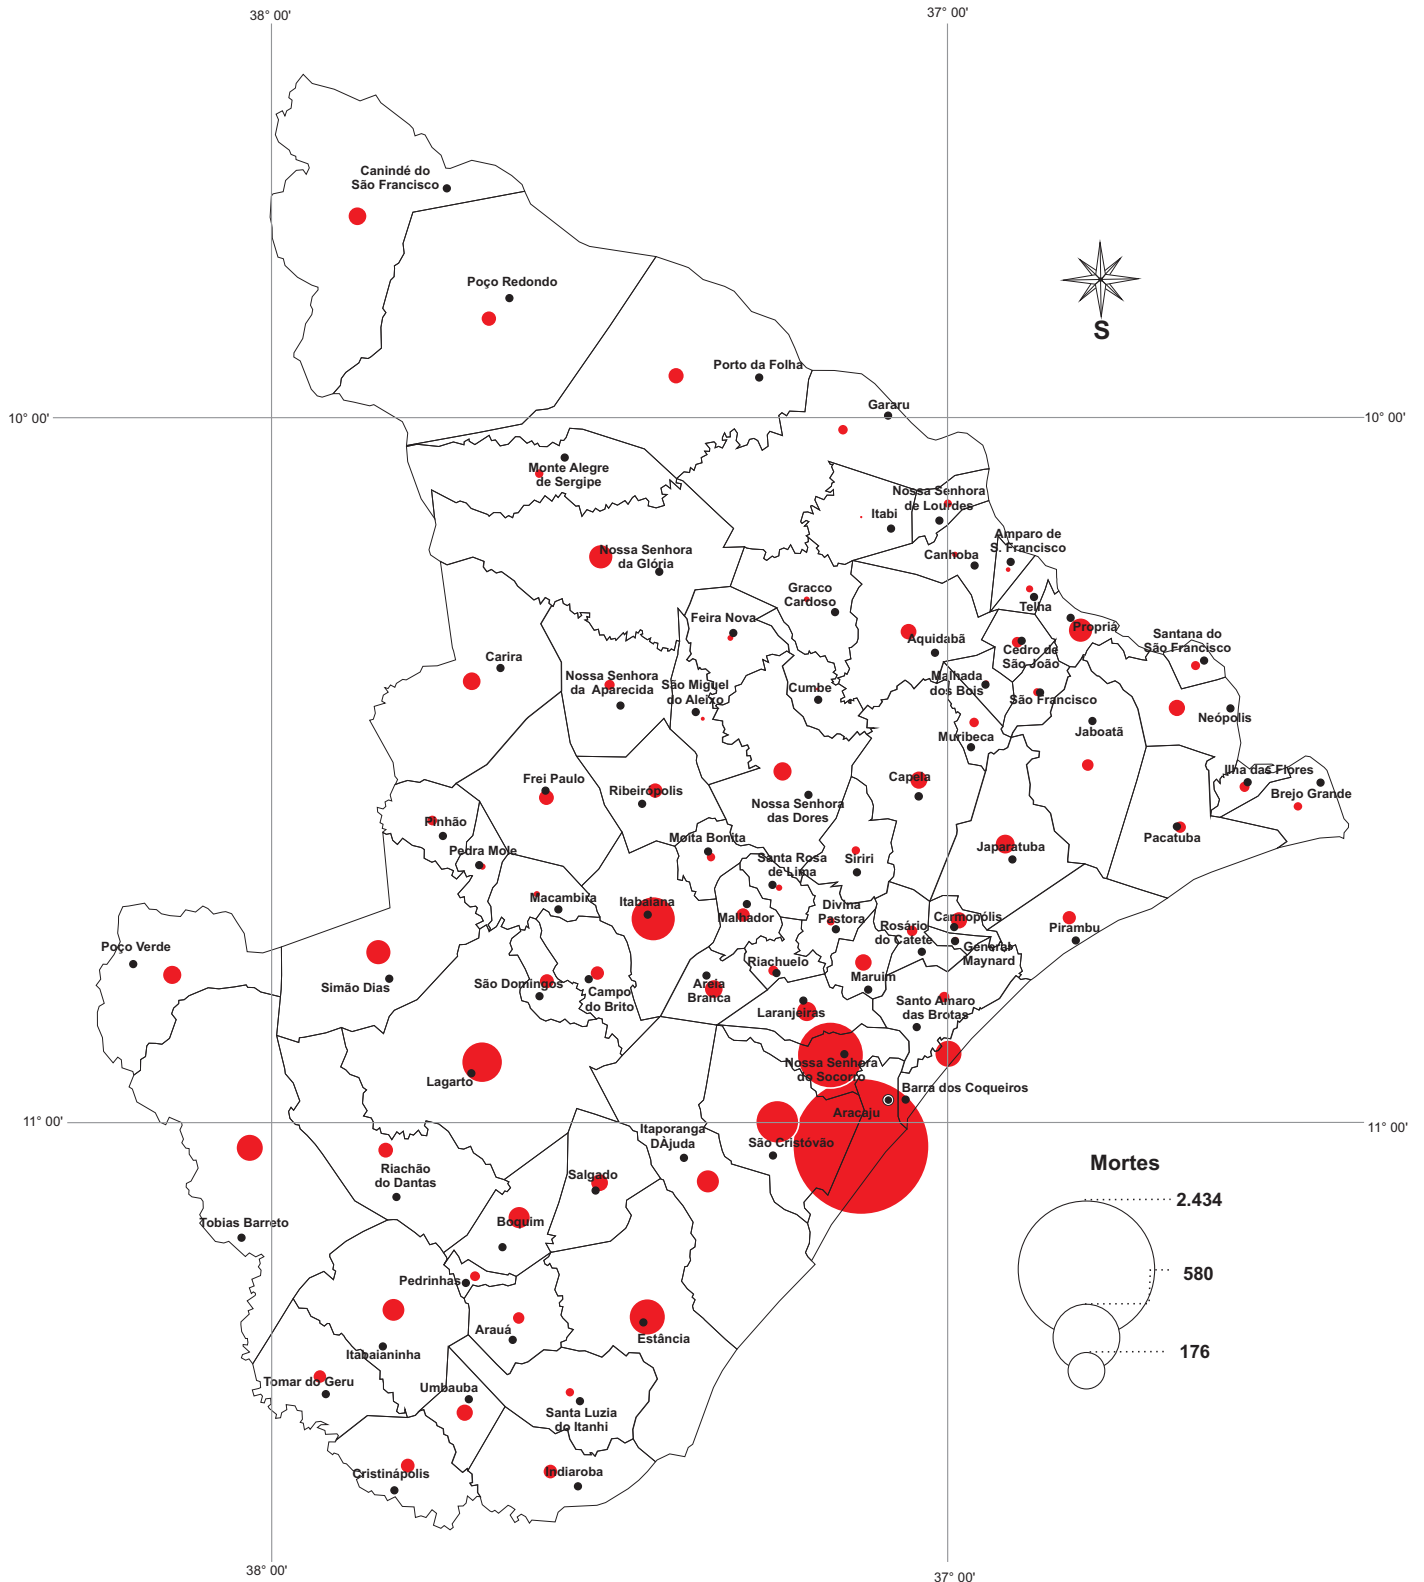 38° 00'
37° 00'
Canindé do
São Francisco
Poço Redondo
S
Porto da Folha
Gararu
10° 00'
10° 00'
Monte Alegre
de Sergipe
Nossa Senhora
de Lourdes
Itabi
Amparo de
S. Francisco
Canhoba
Nossa Senhora
da Glória
Gracco
Cardoso
Telha
Feira Nova
Propriá
Aquidabã
Santana do
São Francisco
Cedro de
São João
Carira
Nossa Senhora
da Aparecida
São Miguel
do Aleixo
Cumbe
Malhada
dos Bois
São Francisco
Neópolis
Jaboatã
Muribeca
Frei Paulo
Ribeirópolis
Capela
Ilha das Flores
Brejo Grande
Nossa Senhora
das Dores
Pinhão
Moita Bonita
Pacatuba
Pedra Mole
Santa Rosa
de Lima
Siriri
Japaratuba
Macambira
Itabaiana
Malhador
Divina
Pastora
Carmopólis
Rosário
do Catete
Pirambu
Poço Verde
General
Maynard
Riachuelo
Simão Dias
São Domingos
Campo
do Brito
Areia
Branca
Maruim
Laranjeiras
Santo Amaro
das Brotas
Nossa Senhora
do Socorro
Lagarto
Barra dos Coqueiros
Aracaju
11° 00'
11° 00'
Itaporanga
DÀjuda
São Cristóvão
Mortes
Riachão
do Dantas
Salgado
2.434
Tobias Barreto
Boquim
580
Pedrinhas
Arauá
Estância
176
Itabaianinha
Tomar do Geru
Umbauba
Santa Luzia
do Itanhi
Cristinápolis
Indiaroba
38° 00'
37° 00'